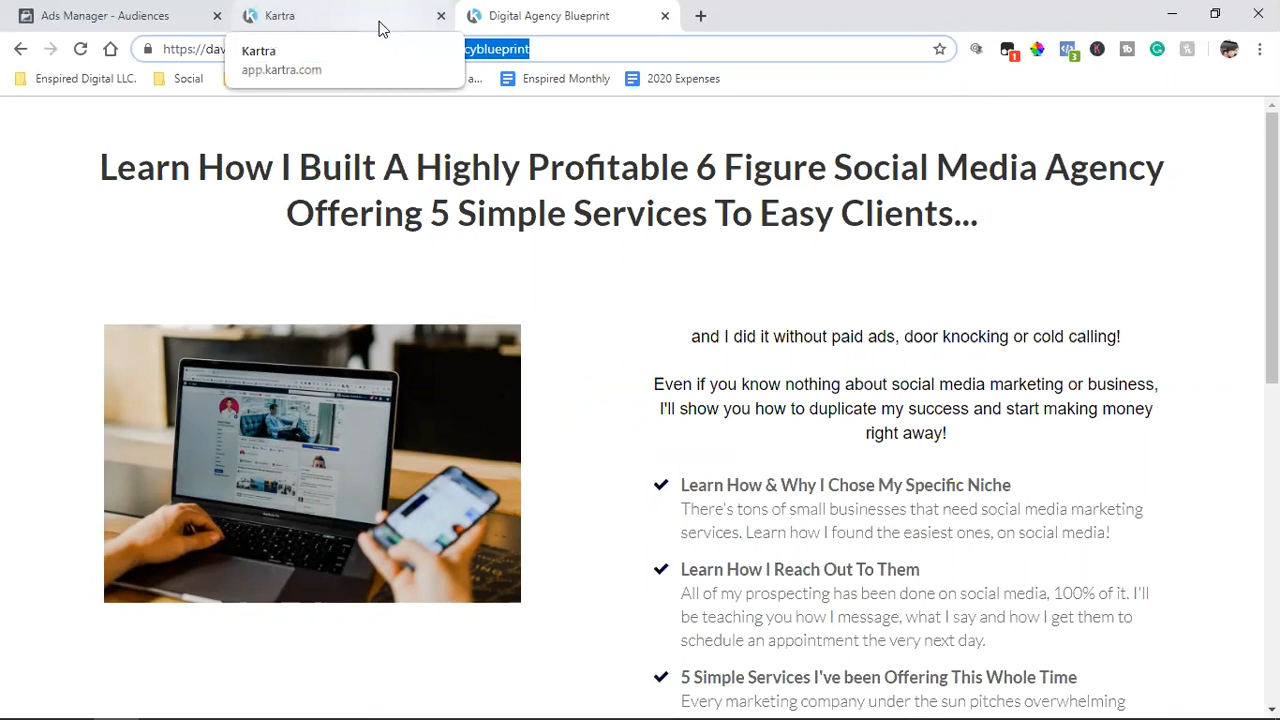 Ads Manager - Audiences
Kartra
Digital Agency Blueprint
https://dav
cyblueprint
Kartra
app.kartra.com
1
3
Enspired Digital LLC.
Social
a...
Enspired Monthly
2020 Expenses
Learn How I Built A Highly Profitable 6 Figure Social Media Agency
Offering 5 Simple Services To Easy Clients...
and I did it without paid ads, door knocking or cold calling!
Even if you know nothing about social media marketing or business,
I'll show you how to duplicate my success and start making money
right away!
Learn How & Why I Chose My Specific Niche
There's tons of small businesses that need social media marketing
services. Learn how I found the easiest ones, on social media!
Learn How I Reach Out To Them
All of my prospecting has been done on social media, 100% of it. I'll
be teaching you how I message, what I say and how I get them to
schedule an appointment the very next day.
5 Simple Services I've been Offering This Whole Time
Every marketing company under the sun pitches overwhelming